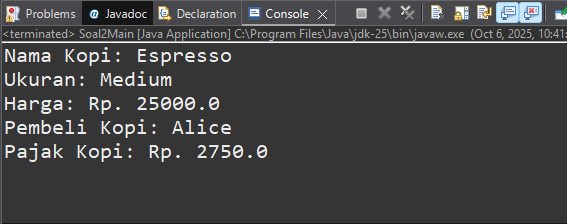 Problems Javadoc Declaration Console
<terminated> Soal2Main [Java Application] C:\Program Files\Java\jdk-25\bin\javaw.exe (Oct 6, 2025, 10:41:
Nama Kopi: Espresso
Ukuran: Medium
Harga: Rp. 25000.0
Pembeli Kopi: Alice
Pajak Kopi: Rp. 2750.0